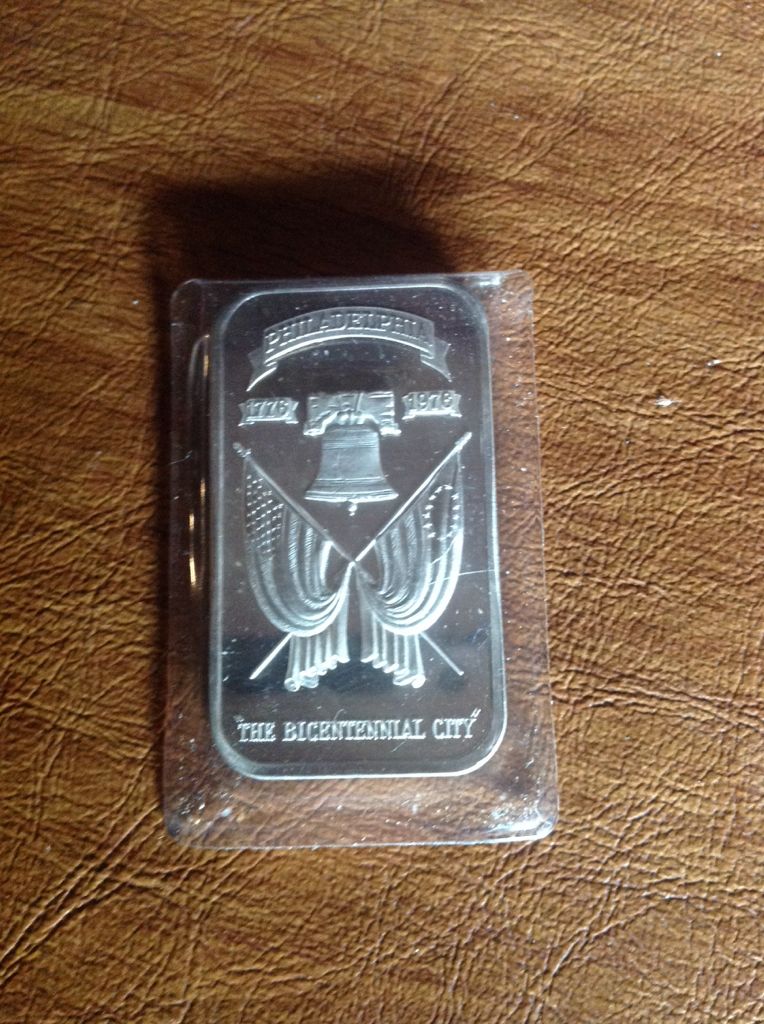 PHILADELPHIA
1776 1976
"THE BICENTENNIAL CITY"